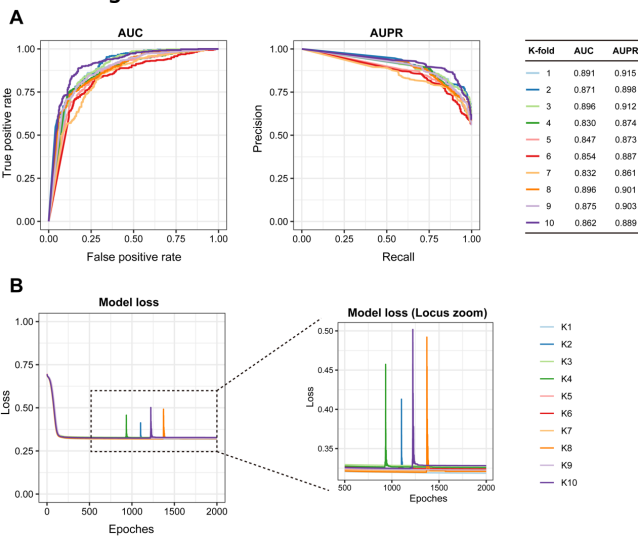 A
AUC
AUPR
True positive rate
1.00
0.75
0.50
0.25
0.00
0.00 0.25 0.50 0.75 1.00
False positive rate
Precision
1.00
0.75
0.50
0.25
0.00
0.00 0.25 0.50 0.75 1.00
Recall
K-fold AUC AUPR
1 0.891 0.915
2 0.871 0.898
3 0.896 0.912
4 0.830 0.874
5 0.847 0.873
6 0.854 0.887
7 0.832 0.861
8 0.896 0.901
9 0.875 0.903
10 0.862 0.889
B
Model loss
Loss
1.00
0.75
0.50
0.25
0.00
0 500 1000 1500 2000
Epoches
Model loss (Locus zoom)
Loss
0.50
0.45
0.40
0.35
500 1000 1500 2000
Epoches
K1
K2
K3
K4
K5
K6
K7
K8
K9
K10